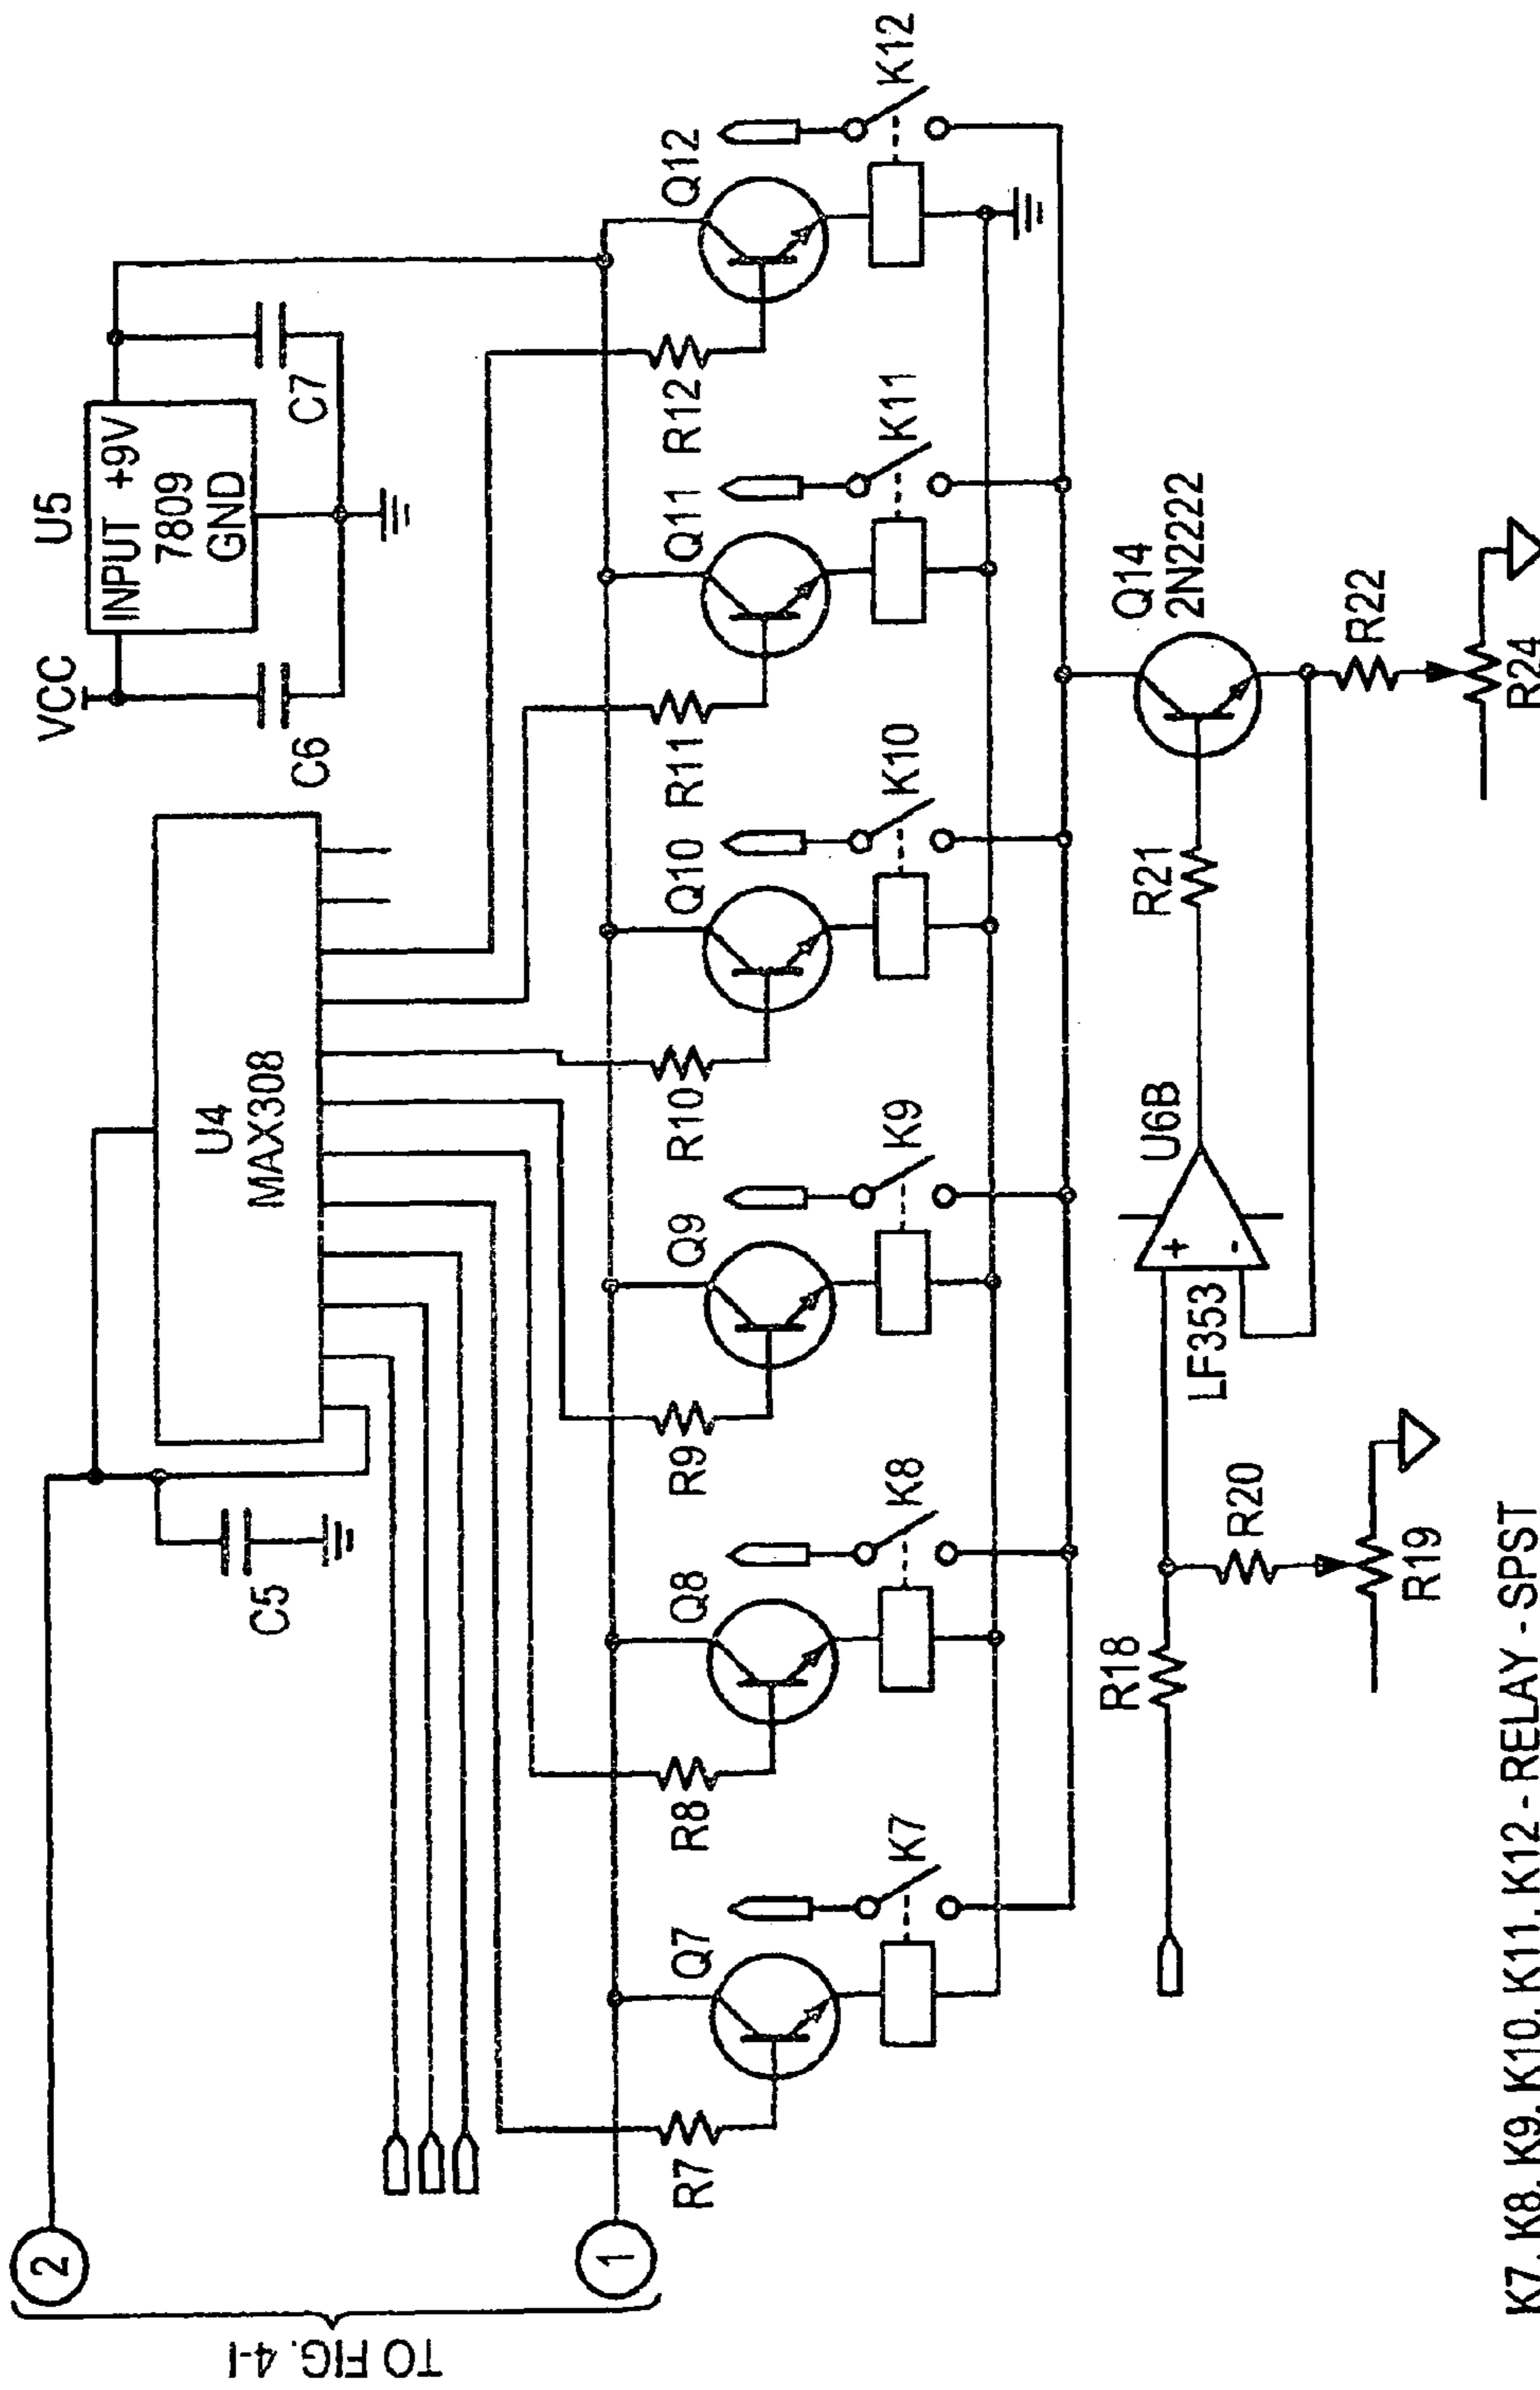 TO FIG. 4-I
2
1
C5
U4
MAX308
VCC
C6
U5
INPUT +9V
7809
GND
C7
R7
Q7
K7
R8
Q8
K8
R9
Q9
K9
R10
Q10
K10
R11
Q11
K11
R12
Q12
K12
R18
R20
R19
LF353
+
-
U6B
R21
Q14
2N2222
R22
R24
K7, K8, K9, K10, K11, K12 - RELAY - SPST